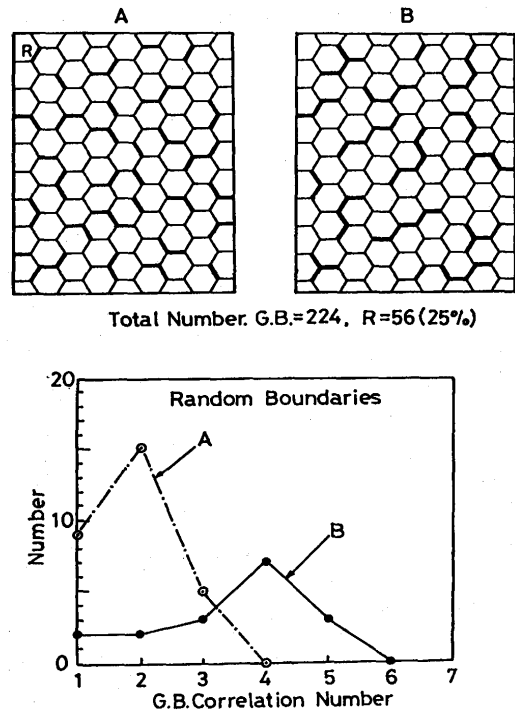 A B
R
Total Number. G.B.=224, R=56(25%)
20
Random Boundaries
A
Number
10
B
0
1 2 3 4 5 6 7
G.B.Correlation Number